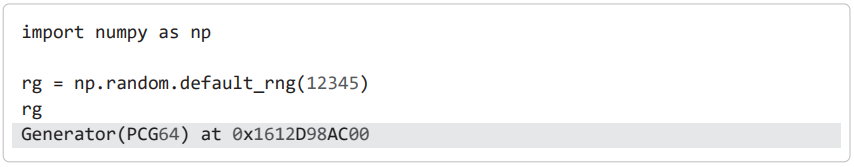 import numpy as np
rg = np.random.default_rng(12345)
rg
Generator(PCG64) at 0x1612D98AC00